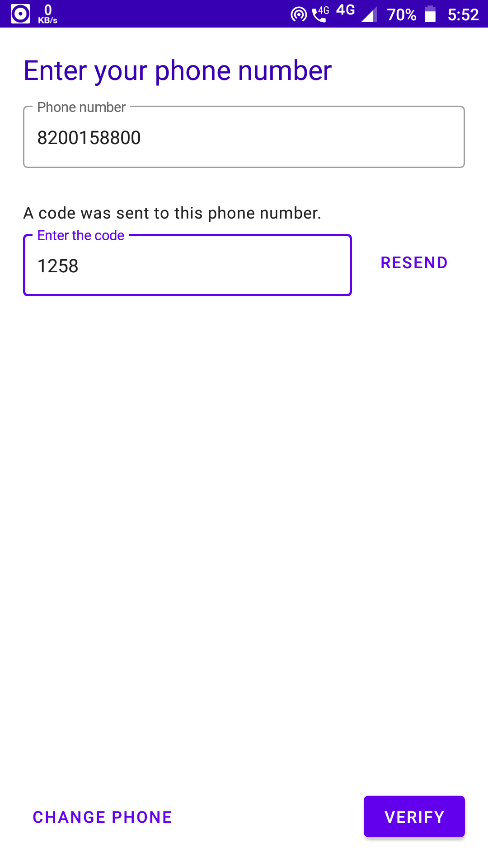 0
KB/s
4G
4G
70%
5:52
Enter your phone number
Phone number
8200158800
A code was sent to this phone number.
Enter the code
1258
RESEND
CHANGE PHONE
VERIFY